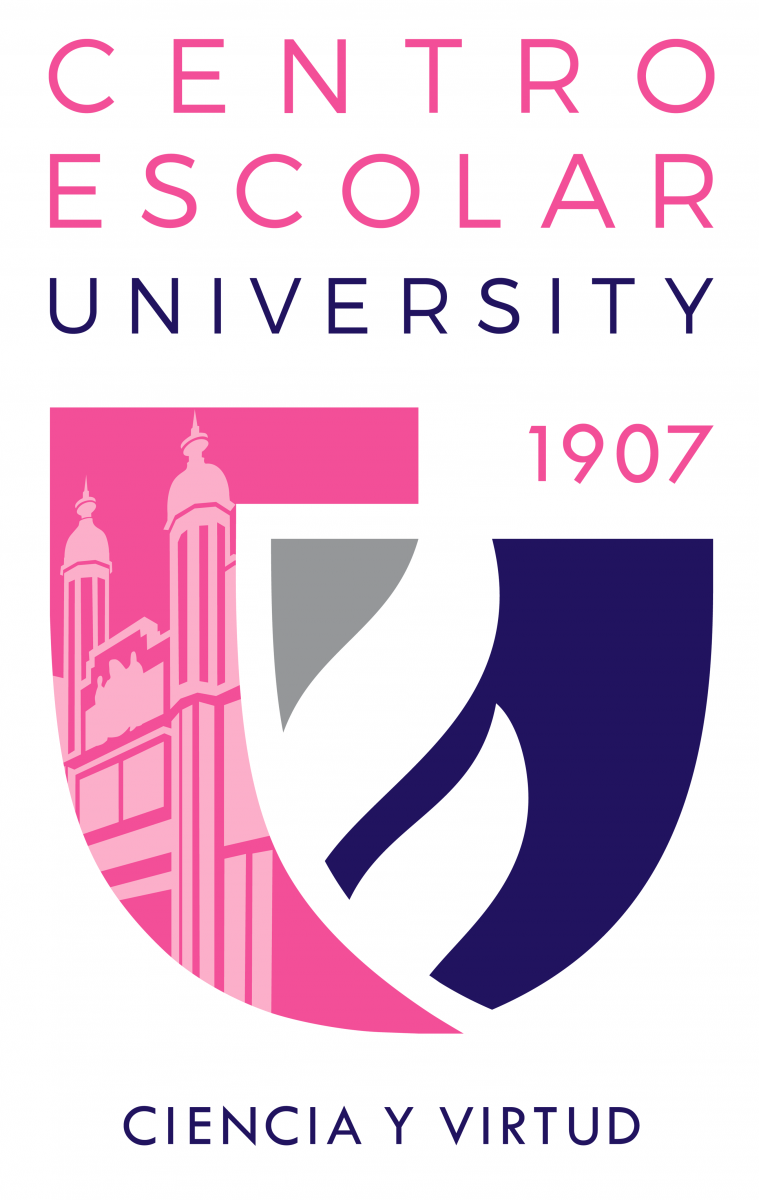 CENTRO
ESCOLAR
UNIVERSITY
1907
CIENCIA Y VIRTUD